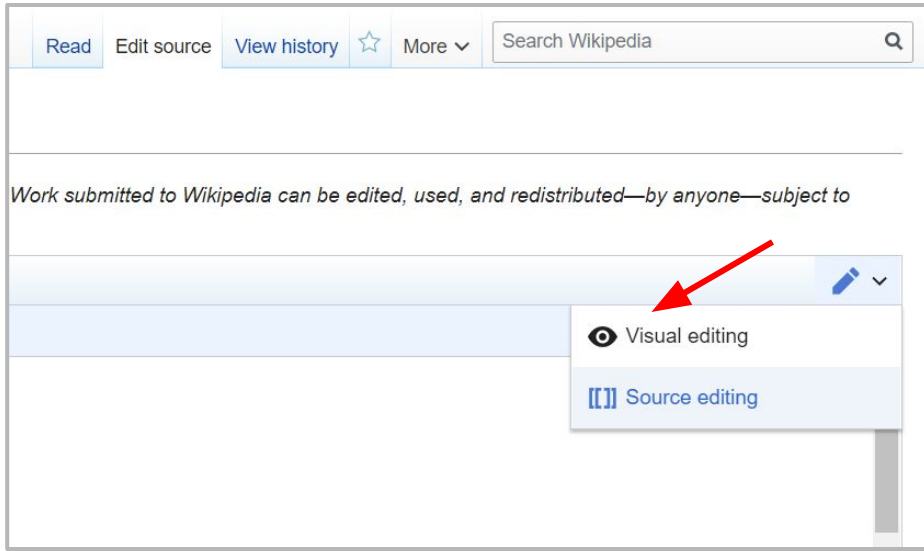 Read Edit source View history More Search Wikipedia
Work submitted to Wikipedia can be edited, used, and redistributed—by anyone—subject to
Visual editing
[[]] Source editing